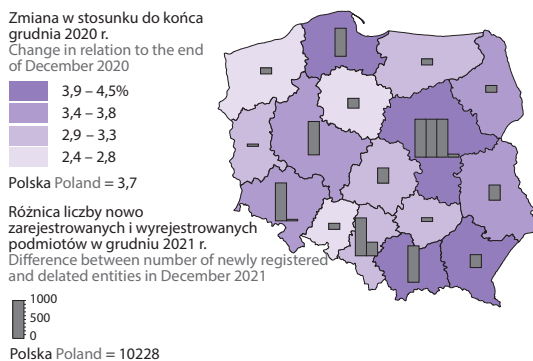 Zmiana w stosunku do końca
grudnia 2020 r.
Change in relation to the end
of December 2020
3,9 – 4,5%
3,4 – 3,8
2,9 – 3,3
2,4 – 2,8
Polska Poland = 3,7
Różnica liczby nowo
zarejestrowanych i wyrejestrowanych
podmiotów w grudniu 2021 r.
Difference between number of newly registered
and delated entities in December 2021
1000
500
0
Polska Poland = 10228